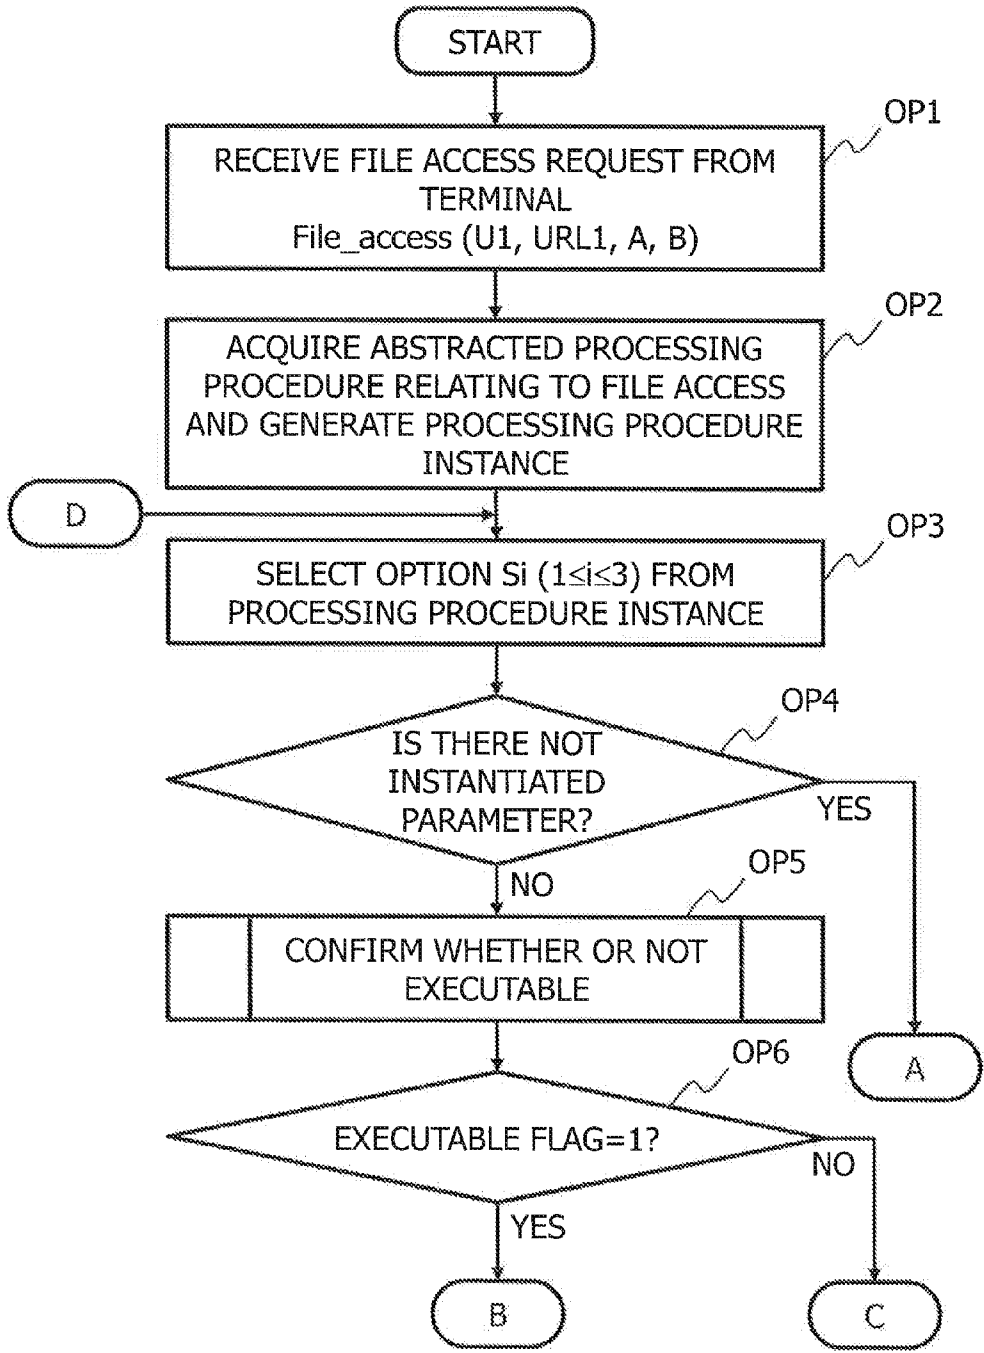 START
OP1
RECEIVE FILE ACCESS REQUEST FROM
TERMINAL
File_access (U1, URL1, A, B)
OP2
ACQUIRE ABSTRACTED PROCESSING
PROCEDURE RELATING TO FILE ACCESS
AND GENERATE PROCESSING PROCEDURE
INSTANCE
D
OP3
SELECT OPTION Si (1≤i≤3) FROM
PROCESSING PROCEDURE INSTANCE
OP4
IS THERE NOT
INSTANTIATED
PARAMETER?
YES
NO
OP5
CONFIRM WHETHER OR NOT
EXECUTABLE
A
OP6
EXECUTABLE FLAG=1?
NO
YES
B
C